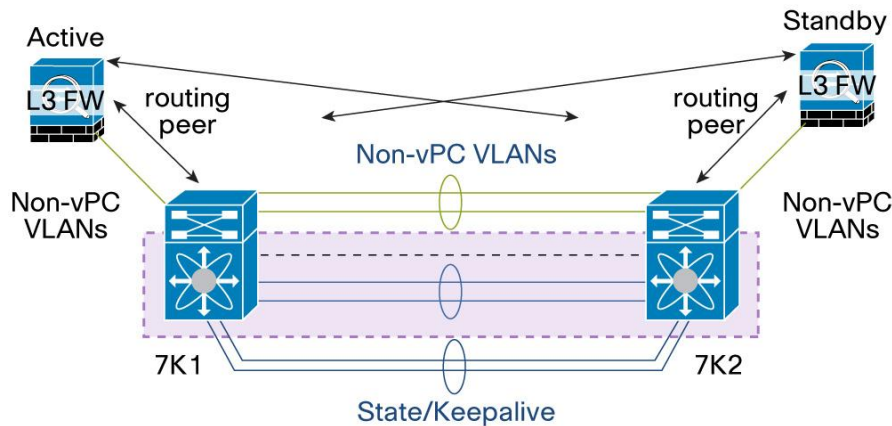 Active
Standby
L3 FW
routing
peer
routing
peer
L3 FW
Non-vPC VLANs
Non-vPC
VLANs
Non-vPC
VLANs
7K1
7K2
State/Keepalive